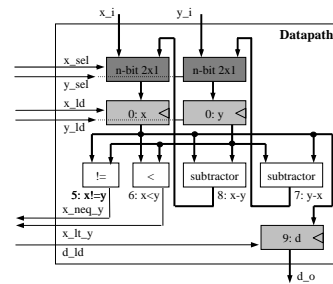 x_i y_i
Datapath
x_sel
n-bit 2x1 n-bit 2x1
y_sel
x_ld
0: x 0: y
y_ld
!= < subtractor subtractor
5: x!=y 6: x<y 8: x-y 7: y-x
x_neq_y
x_lt_y
9: d
d_ld
d_o